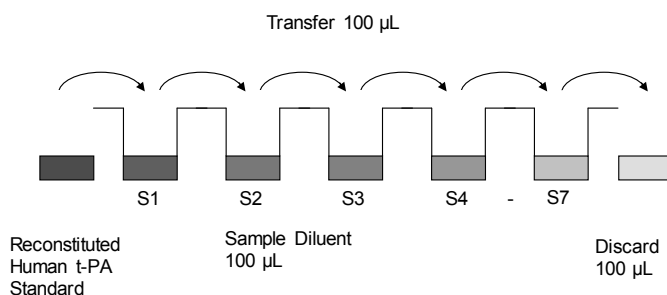 Transfer 100 µL
S1 S2 S3 S4 - S7
Reconstituted
Human t-PA
Standard
Sample Diluent
100 µL
Discard
100 µL